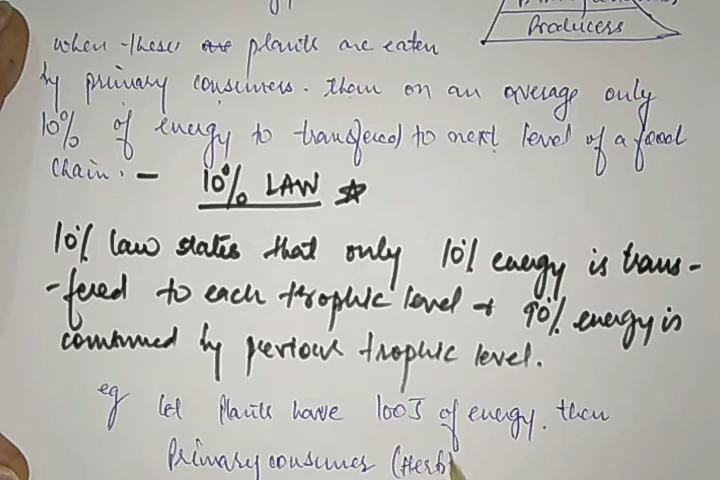 Producers
when these are plants are eaten
by primary consumers. then on an average only
10% of energy to transfered to next level of a food
chain. –
10% LAW ☆
10% law states that only 10% energy is trans-
-fered to each trophic level + 90% energy is
consumed by previous trophic level.
eg let plants have 100J of energy. then
Primary consumer (Herb